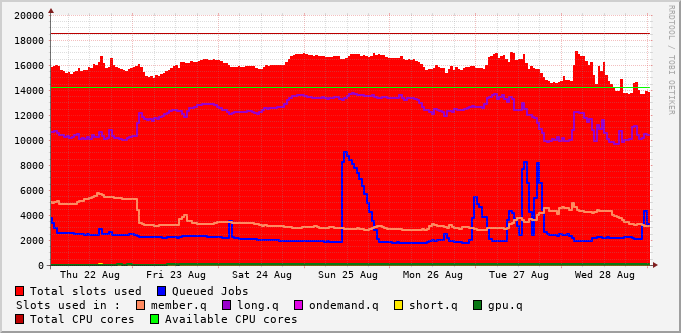 20000
18000
16000
14000
12000
10000
8000
6000
4000
2000
0
Thu 22 Aug Fri 23 Aug Sat 24 Aug Sun 25 Aug Mon 26 Aug Tue 27 Aug Wed 28 Aug
RRDTOOL / TOBI OETIKER
Total slots used Queued Jobs
Slots used in : member.q long.q ondemand.q short.q gpu.q
Total CPU cores Available CPU cores